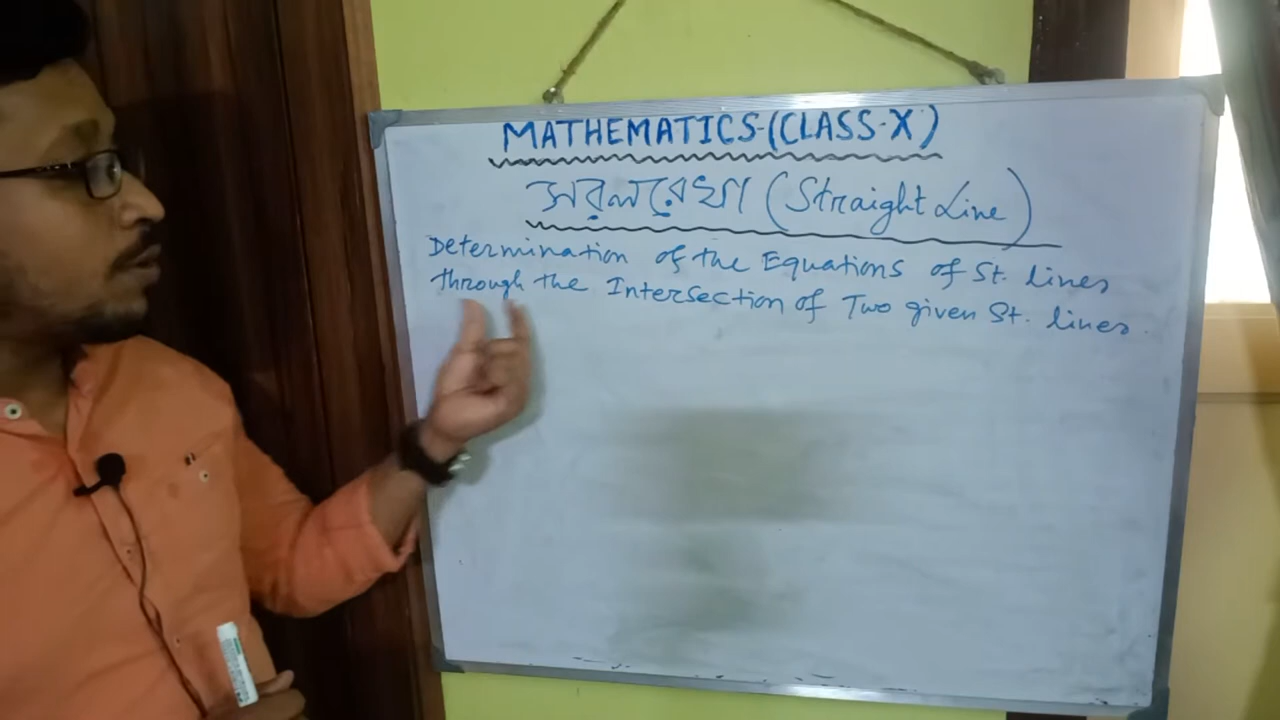 MATHEMATICS-(CLASS-X)
সরলরেখা (Straight Line)
Determination of the Equations of St. lines
through the Intersection of Two given St. lines.